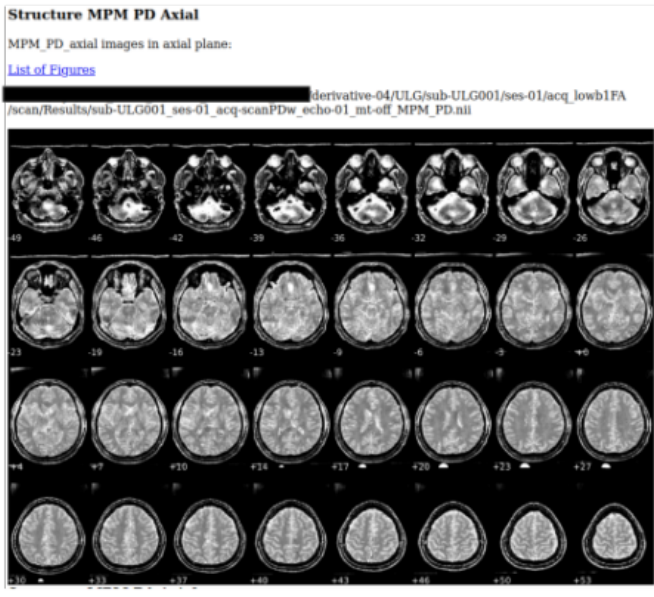 Structure MPM PD Axial
MPM_PD_axial images in axial plane:
List of Figures
/derivative-04/ULG/sub-ULG001/ses-01/acq_lowb1FA
/scan/Results/sub-ULG001_ses-01_acq-scanPDw_echo-01_mt-off_MPM_PD.nii
-49 -46 -42 -39 -36 -32 -29 -26
-23 -19 -16 -13 -9 -6 -3 +0
+4 +7 +10 +14 +17 +20 +23 +27
+30 +33 +37 +40 +43 +46 +50 +53